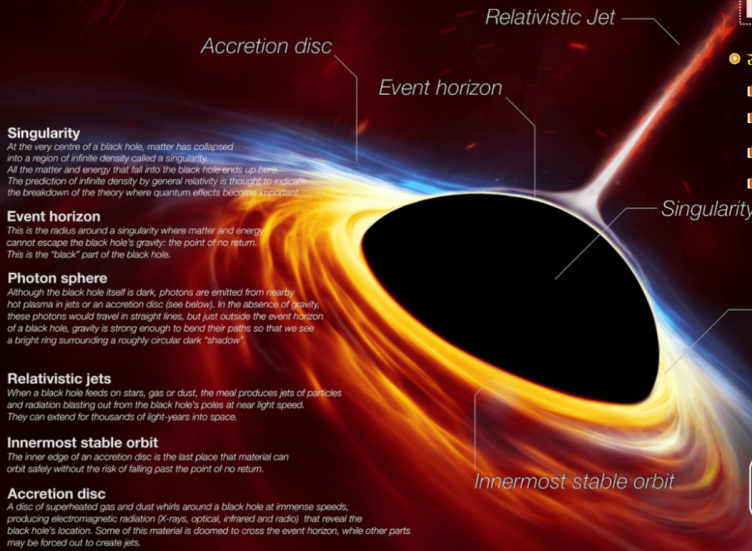 Relativistic Jet
Accretion disc
Event horizon
Singularity
Singularity
At the very centre of a black hole, matter has collapsed
into a region of infinite density called a singularity.
All the matter and energy that fall into the black hole ends up here.
The prediction of infinite density by general relativity is thought to indicate
the breakdown of the theory where quantum effects become important.
Event horizon
This is the radius around a singularity where matter and energy
cannot escape the black hole's gravity: the point of no return.
This is the "black" part of the black hole.
Photon sphere
Although the black hole itself is dark, photons are emitted from nearby
hot plasma in jets or an accretion disc (see below). In the absence of gravity,
these photons would travel in straight lines, but just outside the event horizon
of a black hole, gravity is strong enough to bend their paths so that we see
a bright ring surrounding a roughly circular dark "shadow".
Relativistic jets
When a black hole feeds on stars, gas or dust, the meal produces jets of particles
and radiation blasting out from the black hole's poles at near light speed.
They can extend for thousands of light-years into space.
Innermost stable orbit
The inner edge of an accretion disc is the last place that material can
orbit safely without the risk of falling past the point of no return.
Innermost stable orbit
Accretion disc
A disc of superheated gas and dust whirls around a black hole at immense speeds,
producing electromagnetic radiation (X-rays, optical, infrared and radio) that reveal the
black hole's location. Some of this material is doomed to cross the event horizon, while other parts
may be forced out to create jets.